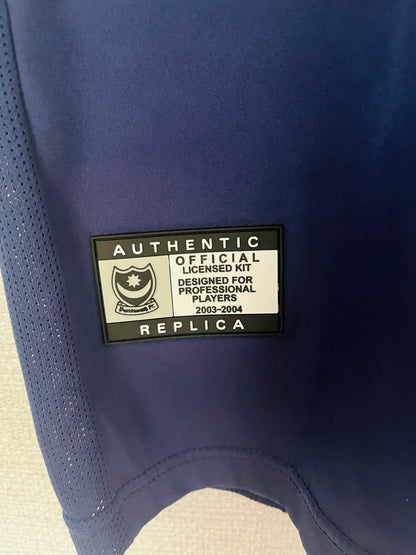 AUTHENTIC
OFFICIAL
LICENSED KIT
DESIGNED FOR
PROFESSIONAL
PLAYERS
2003-2004
REPLICA